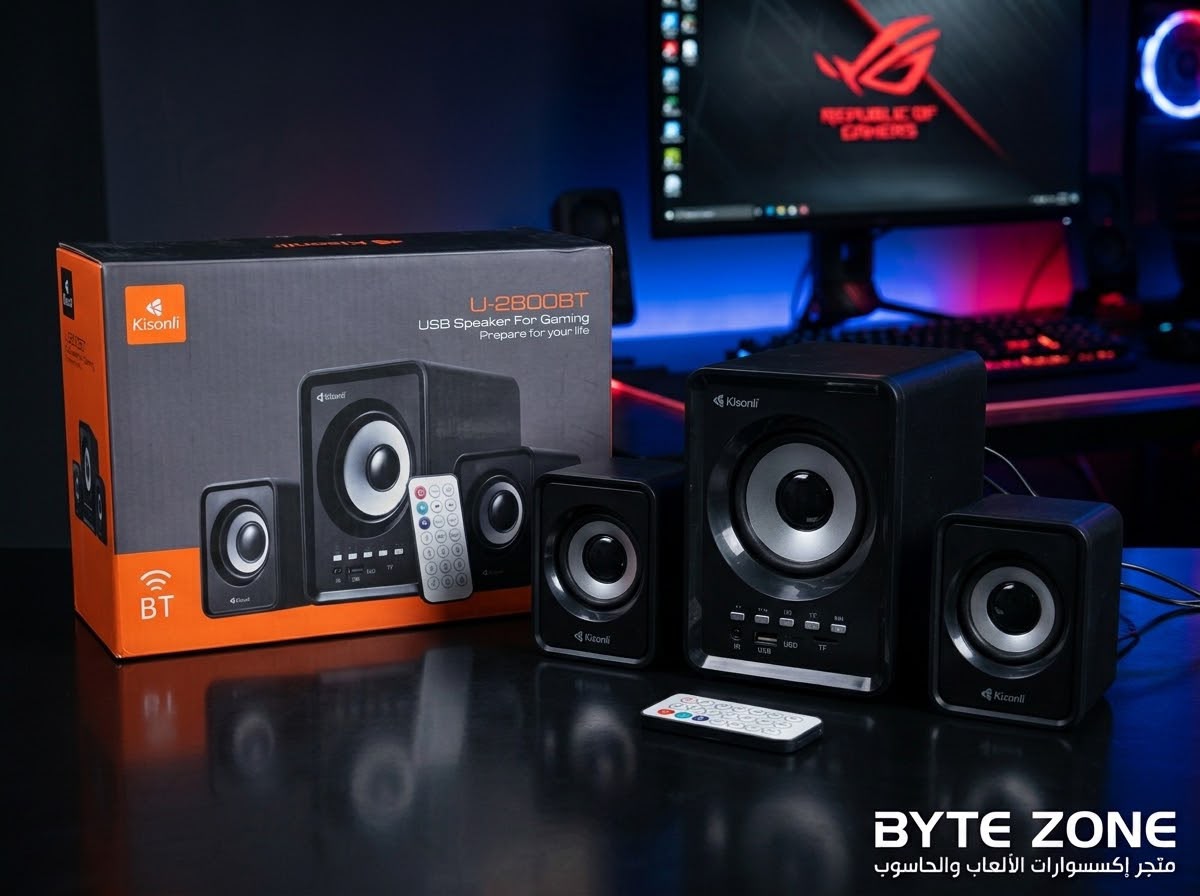 Kisonli
Kisonli
U-2800BT
USB Speaker For Gaming
Prepare for your life
BT
REPUBLIC OF
GAMERS
Kisonli
IR
USB
TF
BYTE ZONE
متجر إكسسوارات الألعاب والحاسوب